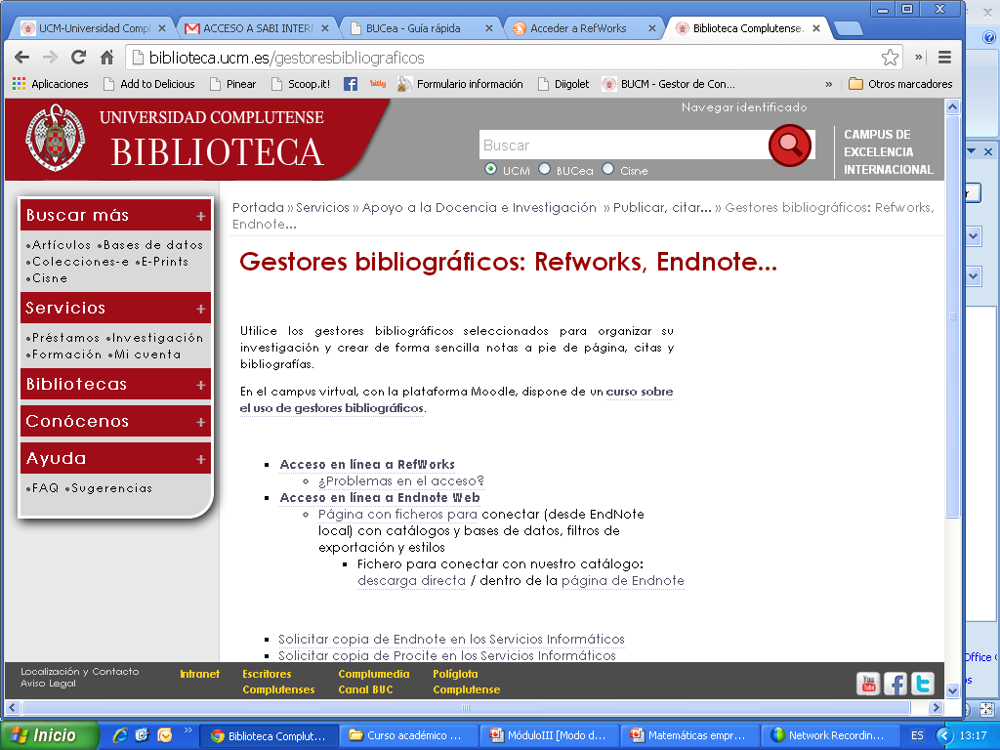 UCM-Universidad Compl
ACCESO A SABI INTER
BUCea - Guía rápida
Acceder a RefWorks
Biblioteca Complutense.
biblioteca.ucm.es/gestoresbibliograficos
Aplicaciones
Add to Delicious
Pinear
Scoop.it!
bitly
Formulario información
Diigolet
BUCM - Gestor de Con...
»
Otros marcadores
UNIVERSIDAD COMPLUTENSE
BIBLIOTECA
Navegar identificado
Buscar
UCM BUCea Cisne
CAMPUS DE
EXCELENCIA
INTERNACIONAL
Buscar más +
Artículos Bases de datos
Colecciones-e E-Prints
Cisne
Servicios +
Préstamos Investigación
Formación Mi cuenta
Bibliotecas +
Conócenos +
Ayuda +
FAQ Sugerencias
Portada » Servicios » Apoyo a la Docencia e Investigación » Publicar, citar... » Gestores bibliográficos: Refworks,
Endnote...
Gestores bibliográficos: Refworks, Endnote...
Utilice los gestores bibliográficos seleccionados para organizar su
investigación y crear de forma sencilla notas a pie de página, citas y
bibliografías.
En el campus virtual, con la plataforma Moodle, dispone de un curso sobre
el uso de gestores bibliográficos.
Acceso en línea a RefWorks
¿Problemas en el acceso?
Acceso en línea a Endnote Web
Página con ficheros para conectar (desde EndNote
local) con catálogos y bases de datos, filtros de
exportación y estilos
Fichero para conectar con nuestro catálogo:
descarga directa / dentro de la página de Endnote
Solicitar copia de Endnote en los Servicios Informáticos
Solicitar copia de Procite en los Servicios Informáticos
Localización y Contacto
Aviso Legal
Intranet
Escritores
Complutenses
Complumedia
Canal BUC
Políglota
Complutense
You Tube
Office
Inicio
»
Biblioteca Complut...
Curso académico ...
MóduloIII [Modo d...
Matemáticas empr...
Network Recordin...
ES
13:17